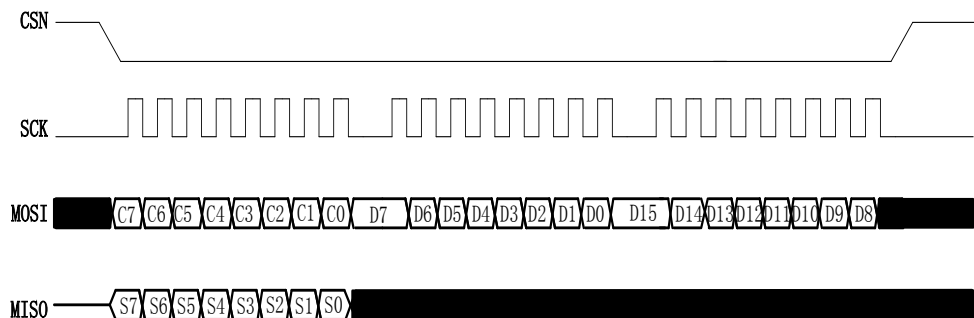 CSN
SCK
MOSI C7 C6 C5 C4 C3 C2 C1 C0 D7 D6 D5 D4 D3 D2 D1 D0 D15 D14 D13 D12 D11 D10 D9 D8
MISO S7 S6 S5 S4 S3 S2 S1 S0